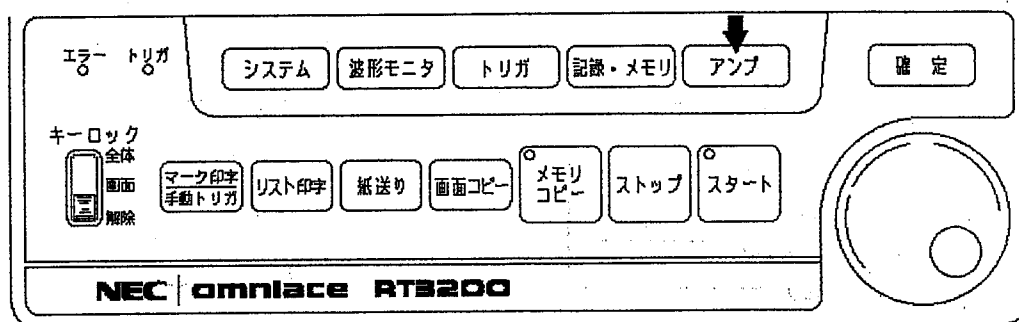 エラー トリガ
システム 波形モニタ トリガ 記録・メモリ アンプ 確 定
キーロック
全体
画面
解除
マーク印字
手動トリガ
リスト印字 紙送り 画面コピー
メモリ
コピー
ストップ スタート
NEC omniace RT3200